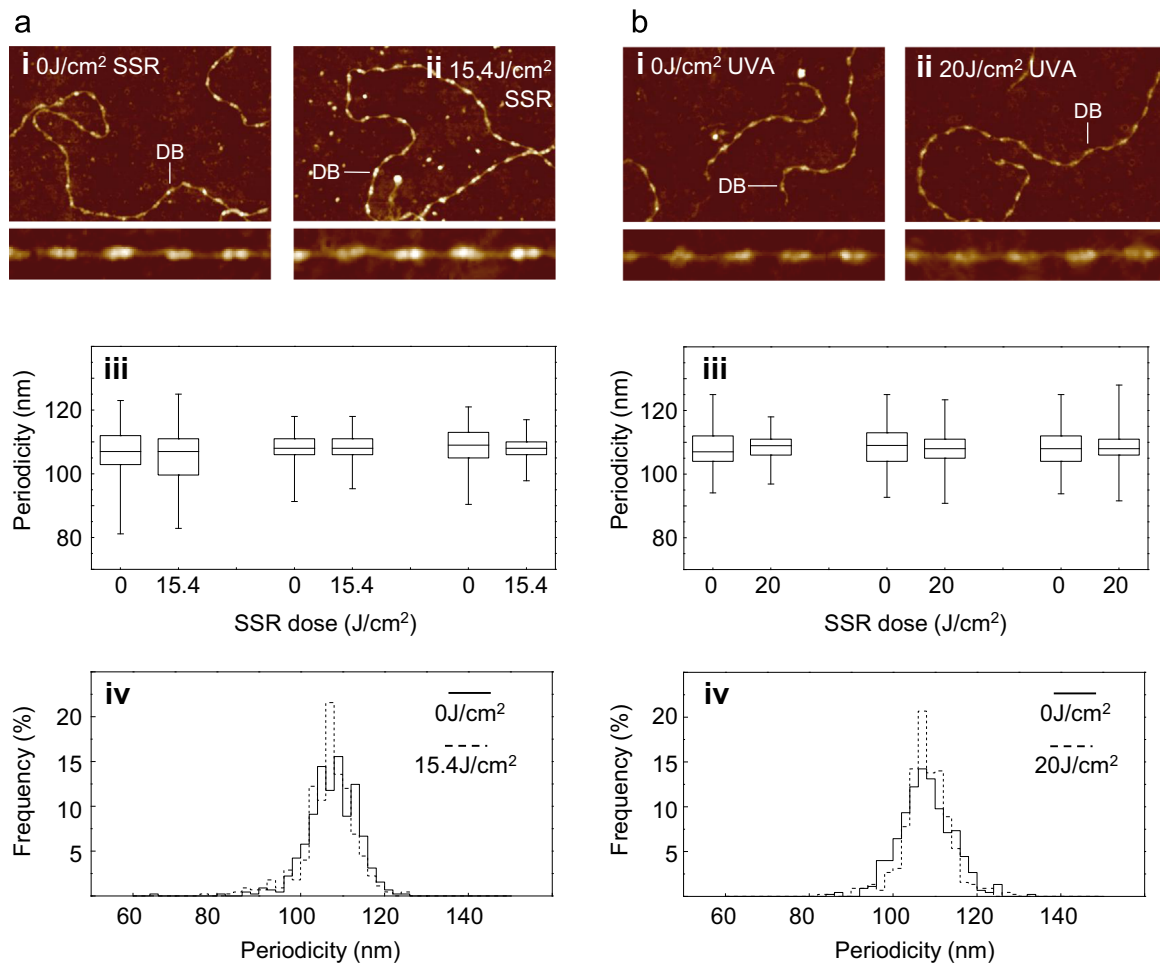 a
i 0J/cm² SSR
ii 15.4J/cm²
SSR
DB
DB
iii
Periodicity (nm)
120
100
80
0 15.4 0 15.4 0 15.4
SSR dose (J/cm²)
iv
Frequency (%)
20
15
10
5
0J/cm²
15.4J/cm²
60 80 100 120 140
Periodicity (nm)
b
i 0J/cm² UVA
ii 20J/cm² UVA
DB
DB
iii
Periodicity (nm)
120
100
80
0 20 0 20 0 20
SSR dose (J/cm²)
iv
Frequency (%)
20
15
10
5
0J/cm²
20J/cm²
60 80 100 120 140
Periodicity (nm)